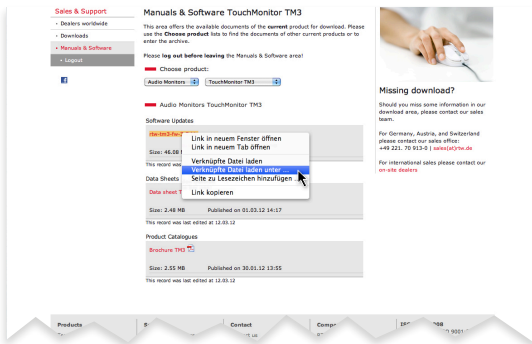 Sales & Support
• Dealers worldwide
• Downloads
• Manuals & Software
• Logout
Manuals & Software TouchMonitor TM3
This area offers the available documents of the current product for download. Please
use the Choose product lists to find the documents of other current products or to
enter the archive.
Please log out before leaving the Manuals & Software area!
Choose product:
Audio Monitors
TouchMonitor TM3
Audio Monitors TouchMonitor TM3
Software Updates
Size: 46.08
This record was
Link in neuem Fenster öffnen
Link in neuem Tab öffnen
Verknüpfte Datei laden
Verknüpfte Datei laden unter ...
Seite zu Lesezeichen hinzufügen ...
Link kopieren
Data Sheets
Data sheet
Size: 2.48 MB Published on 01.03.12 14:17
This record was last edited at 12.03.12
Product Catalogues
Brochure TM3
Size: 2.55 MB Published on 30.01.12 13:55
This record was last edited at 12.03.12
Missing download?
Should you miss some information in our
download area, please contact our sales
team.
For Germany, Austria, and Switzerland
please contact our sales office:
+49 221. 70 913-0 | sales(at)rtw.de
For international sales please contact our
on-site dealers
Products
Contact